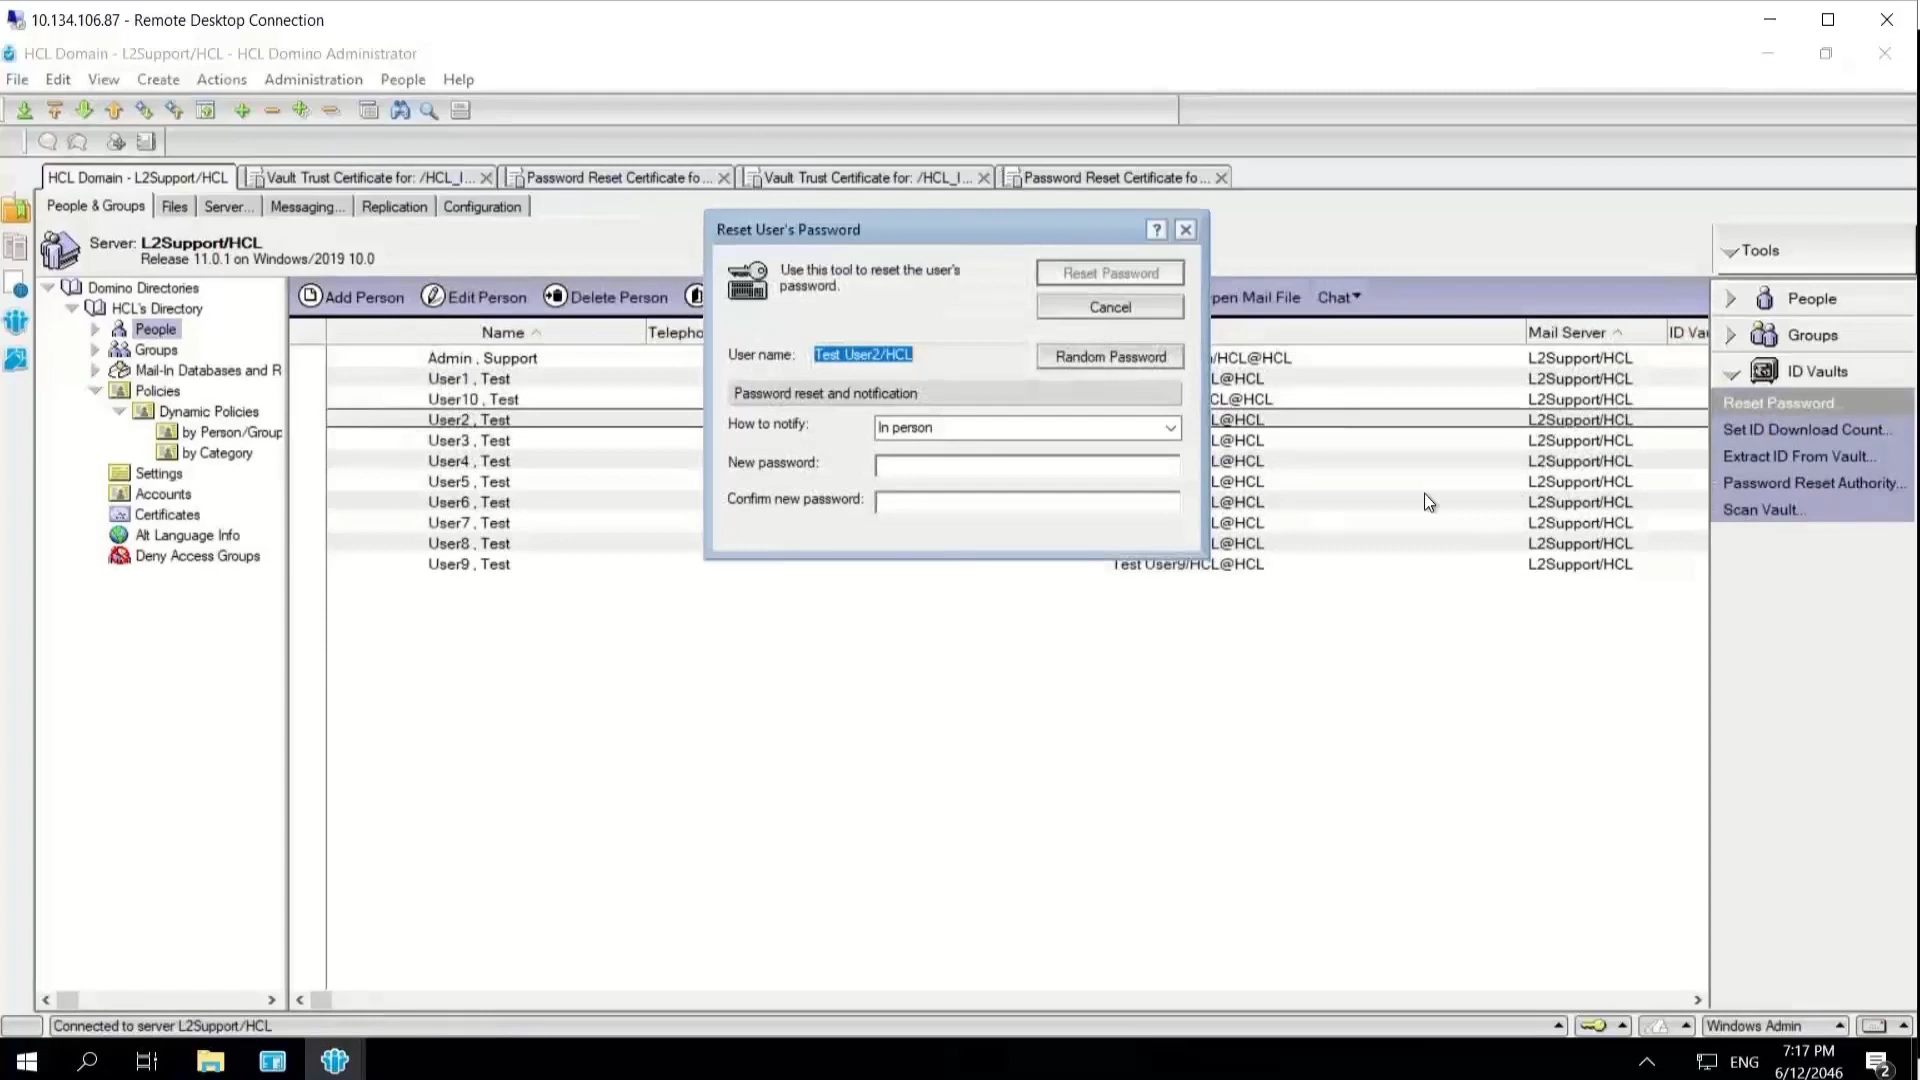 10.134.106.87 - Remote Desktop Connection
HCL Domain - L2Support/HCL - HCL Domino Administrator
File Edit View Create Actions Administration People Help
HCL Domain - L2Support/HCL Vault Trust Certificate for: /HCL_I... Password Reset Certificate fo... Vault Trust Certificate for: /HCL_I... Password Reset Certificate fo...
People & Groups Files Server... Messaging... Replication Configuration
Server: L2Support/HCL
Release 11.0.1 on Windows/2019 10.0
Tools
People
Groups
ID Vaults
Reset Password
Set ID Download Count...
Extract ID From Vault...
Password Reset Authority...
Scan Vault...
Domino Directories
HCL's Directory
People
Groups
Mail-In Databases and R
Policies
Dynamic Policies
by Person/Group
by Category
Settings
Accounts
Certificates
Alt Language Info
Deny Access Groups
Add Person Edit Person Delete Person pen Mail File Chat
Name Telepho Mail Server ID Va
Admin , Support /HCL@HCL L2Support/HCL
User1 , Test L@HCL L2Support/HCL
User10 , Test CL@HCL L2Support/HCL
User2 , Test L@HCL L2Support/HCL
User3 , Test L@HCL L2Support/HCL
User4 , Test L@HCL L2Support/HCL
User5 , Test L@HCL L2Support/HCL
User6 , Test L@HCL L2Support/HCL
User7 , Test L@HCL L2Support/HCL
User8 , Test L@HCL L2Support/HCL
User9 , Test Test User9/HCL@HCL L2Support/HCL
Reset User's Password ?
Use this tool to reset the user's
password.
Reset Password
Cancel
User name: Test User2/HCL Random Password
Password reset and notification
How to notify: In person
New password:
Confirm new password:
Connected to server L2Support/HCL Windows Admin
ENG 7:17 PM
6/12/2046 2